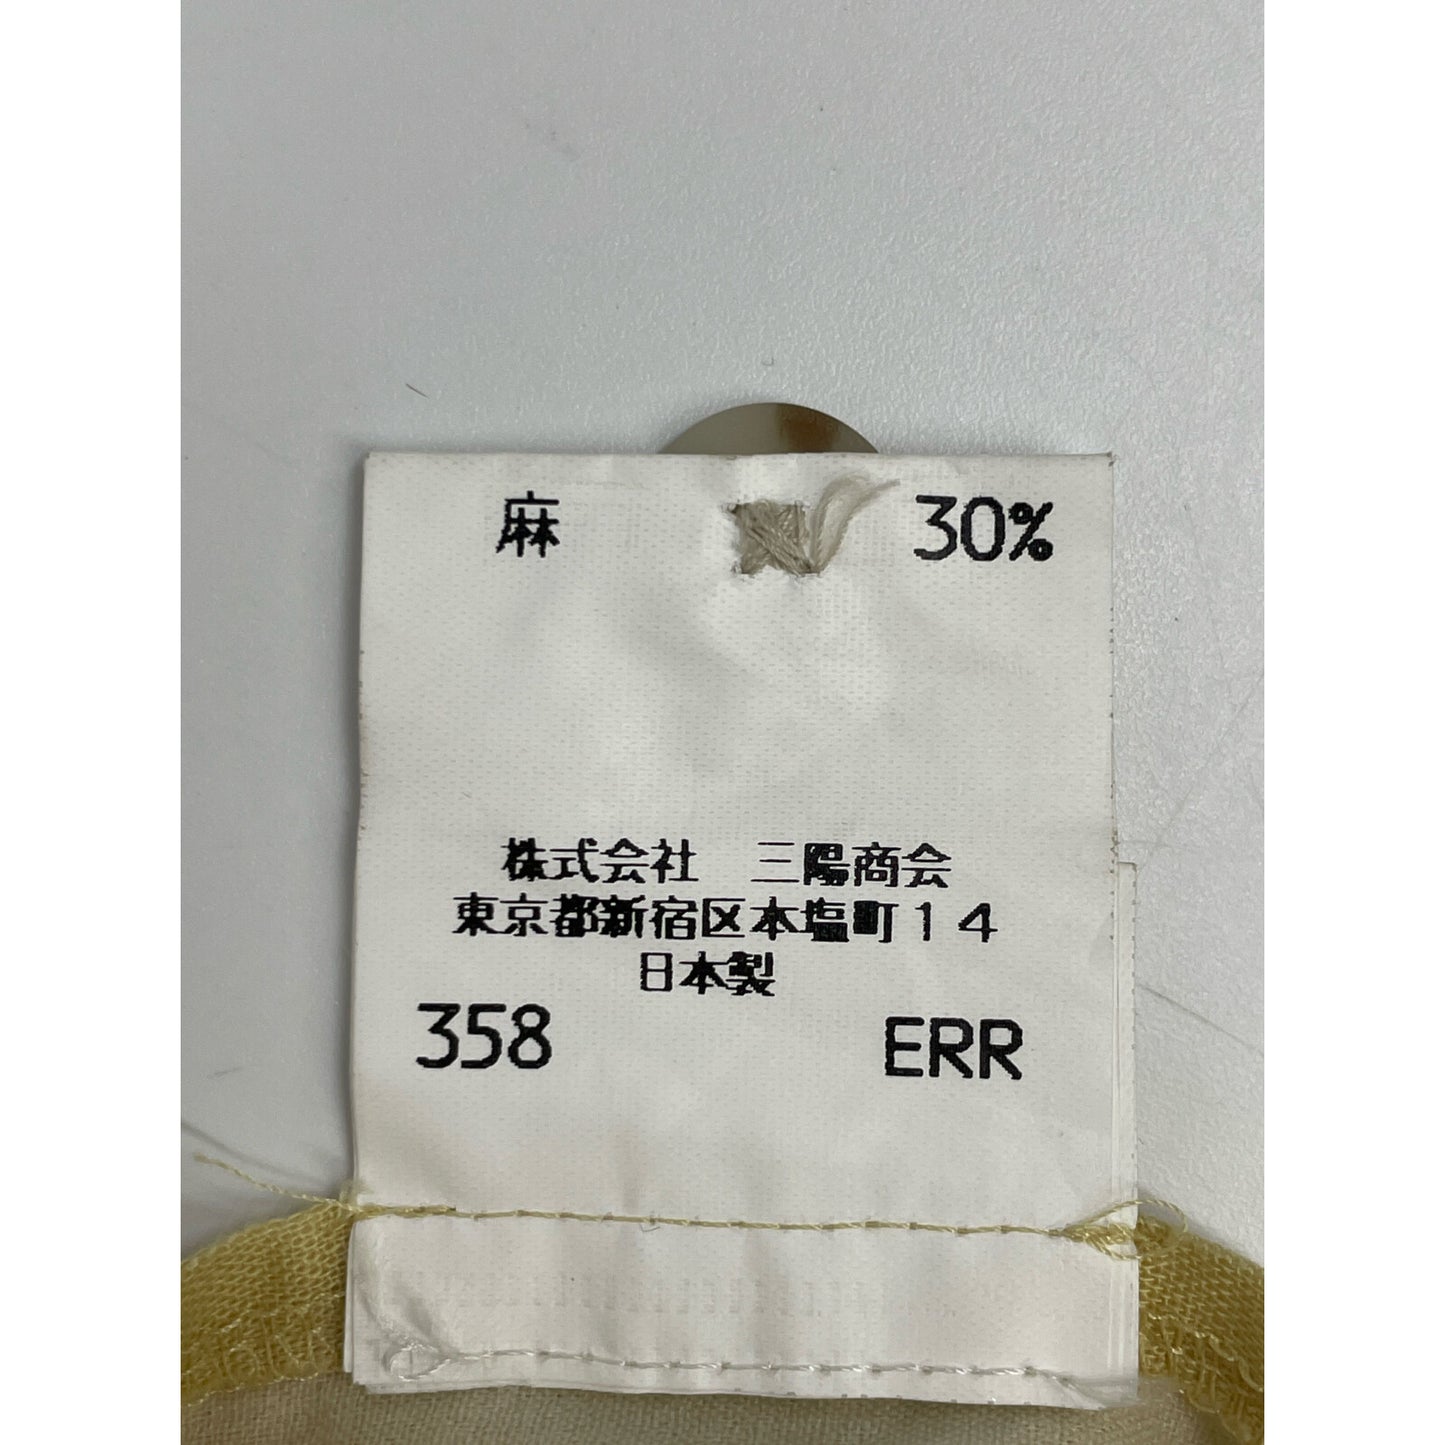 麻 30%
株式会社 三陽商会
東京都新宿区本塩町14
日本製
358 ERR